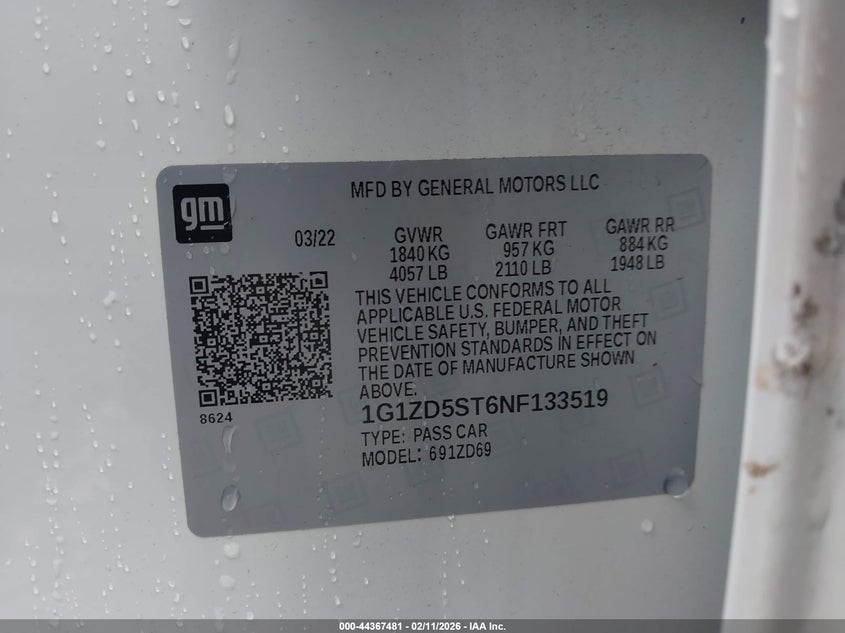 gm
MFD BY GENERAL MOTORS LLC
03/22
GVWR
1840 KG
4057 LB
GAWR FRT
957 KG
2110 LB
GAWR RR
884 KG
1948 LB
THIS VEHICLE CONFORMS TO ALL
APPLICABLE U.S. FEDERAL MOTOR
VEHICLE SAFETY, BUMPER, AND THEFT
PREVENTION STANDARDS IN EFFECT ON
THE DATE OF MANUFACTURE SHOWN
ABOVE.
8624
1G1ZD5ST6NF133519
TYPE: PASS CAR
MODEL: 691ZD69
000-44367481 - 02/11/2026 - IAA Inc.